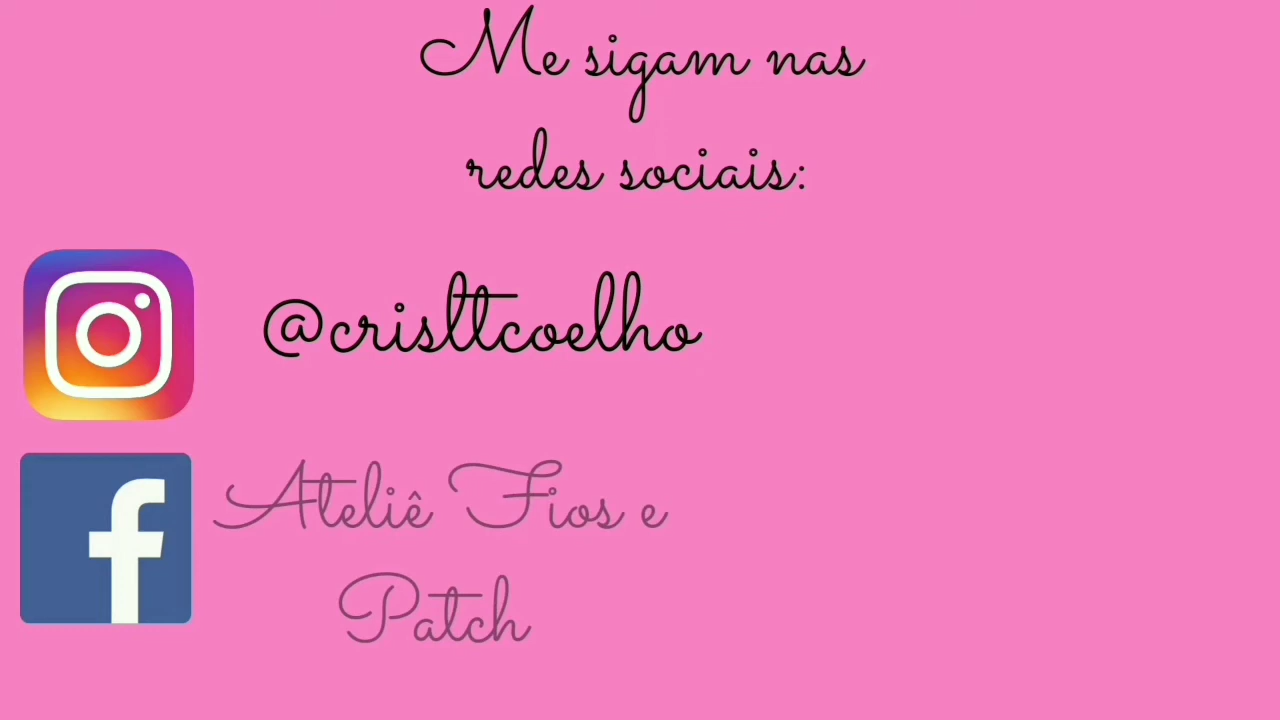 Me sigam nas
redes sociais:
@cristtcoelho
Ateliê Fios e
Patch